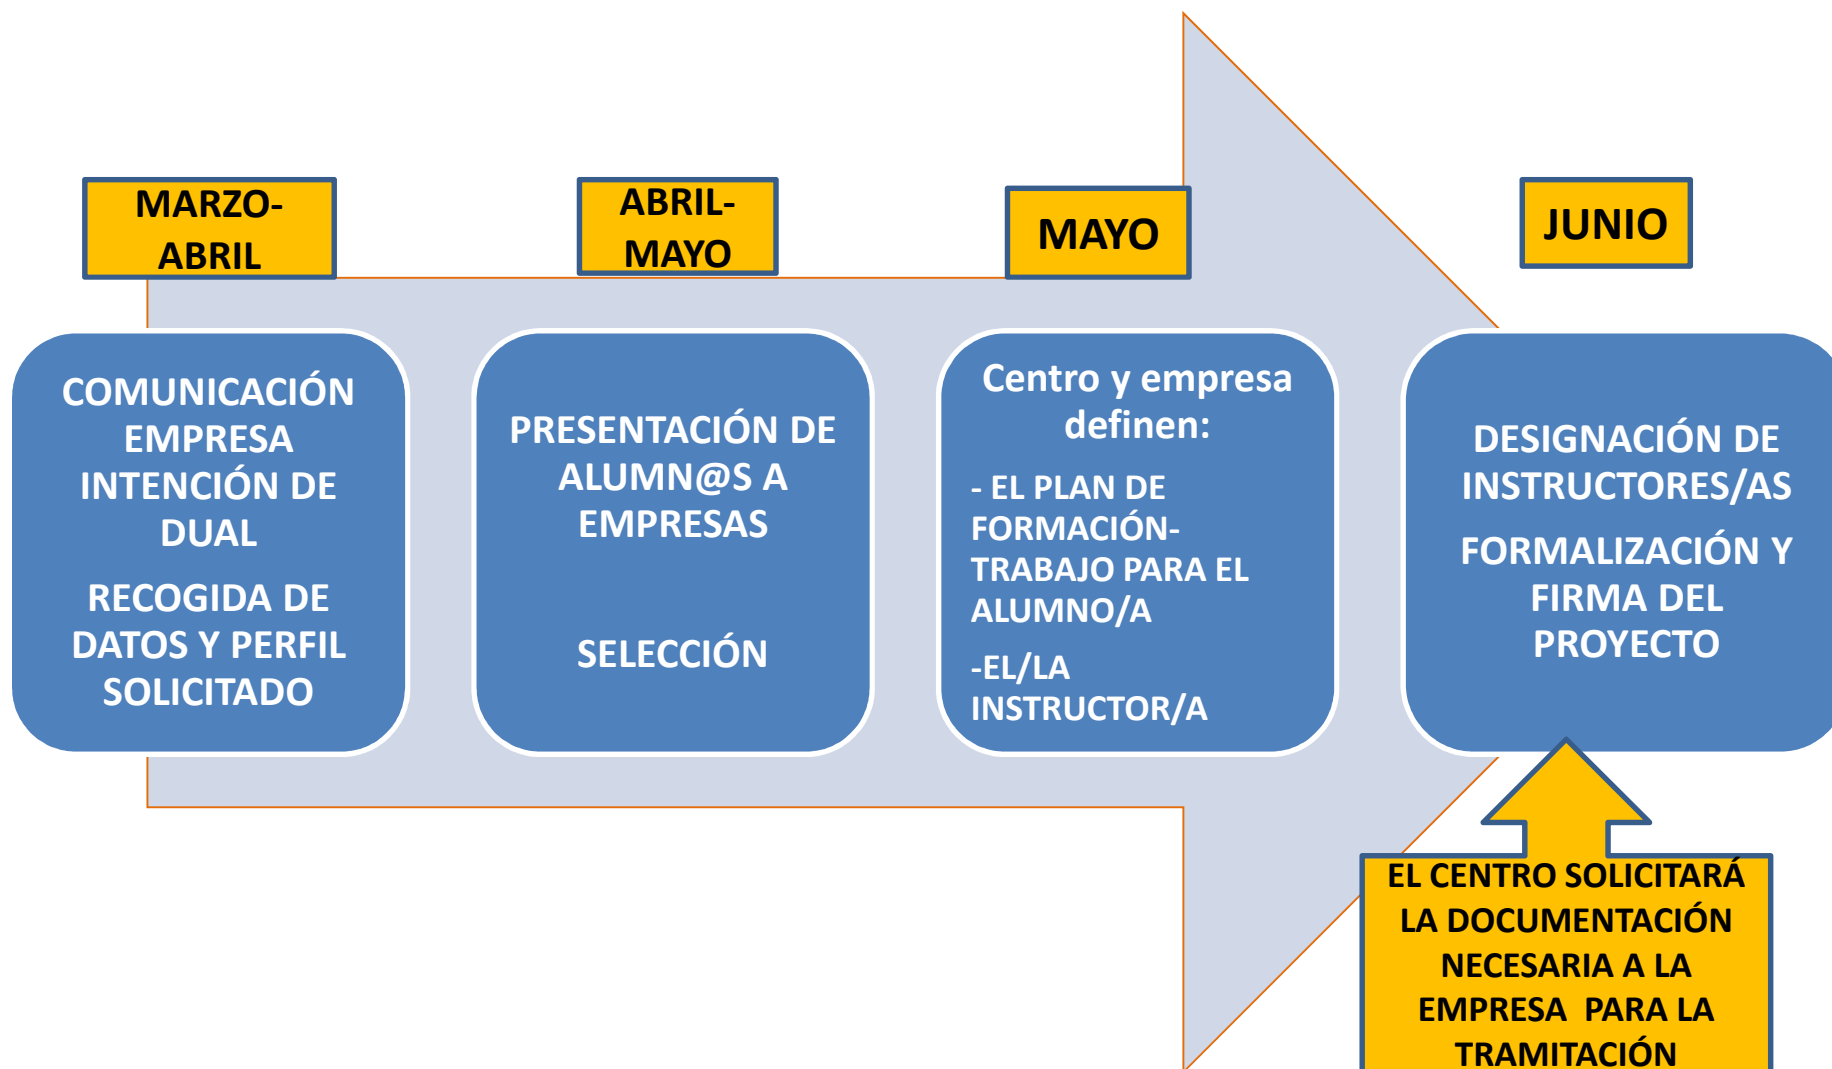 MARZO-
ABRIL
ABRIL-
MAYO
MAYO
JUNIO
COMUNICACIÓN
EMPRESA
INTENCIÓN DE
DUAL
RECOGIDA DE
DATOS Y PERFIL
SOLICITADO
PRESENTACIÓN DE
ALUMN@S A
EMPRESAS
SELECCIÓN
Centro y empresa
definen:
- EL PLAN DE
FORMACIÓN-
TRABAJO PARA EL
ALUMNO/A
-EL/LA
INSTRUCTOR/A
DESIGNACIÓN DE
INSTRUCTORES/AS
FORMALIZACIÓN Y
FIRMA DEL
PROYECTO
EL CENTRO SOLICITARÁ
LA DOCUMENTACIÓN
NECESARIA A LA
EMPRESA  PARA LA
TRAMITACIÓN